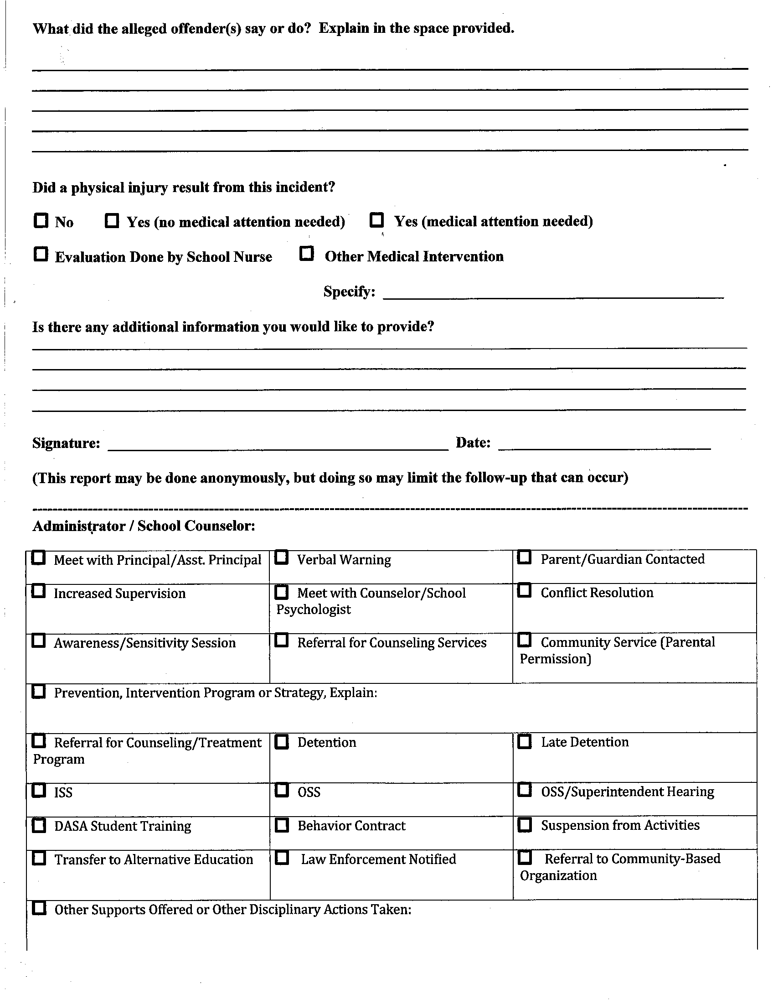 What did the alleged offender(s) say or do? Explain in the space provided.
Did a physical injury result from this incident?
No Yes (no medical attention needed) Yes (medical attention needed)
Evaluation Done by School Nurse Other Medical Intervention
Specify:
Is there any additional information you would like to provide?
Signature: Date:
(This report may be done anonymously, but doing so may limit the follow-up that can occur)
Administrator / School Counselor:
Meet with Principal/Asst. Principal
Verbal Warning
Parent/Guardian Contacted
Increased Supervision
Meet with Counselor/School
Psychologist
Conflict Resolution
Awareness/Sensitivity Session
Referral for Counseling Services
Community Service (Parental
Permission)
Prevention, Intervention Program or Strategy, Explain:
Referral for Counseling/Treatment
Program
Detention
Late Detention
ISS
OSS
OSS/Superintendent Hearing
DASA Student Training
Behavior Contract
Suspension from Activities
Transfer to Alternative Education
Law Enforcement Notified
Referral to Community-Based
Organization
Other Supports Offered or Other Disciplinary Actions Taken: